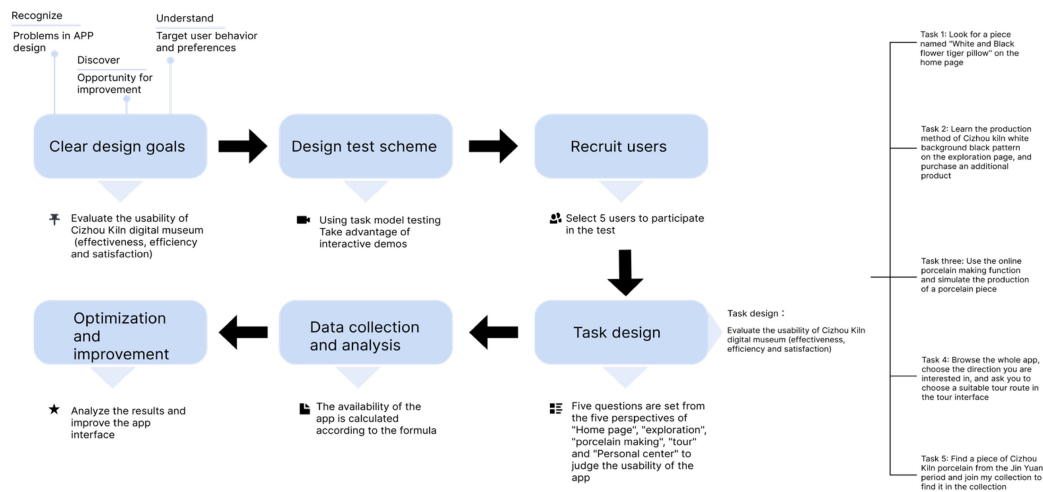 Recognize
Problems in APP
design
Discover
Opportunity for
improvement
Understand
Target user behavior
and preferences
Clear design goals
Design test scheme
Recruit users
Evaluate the usability of
Cizhou Kiln digital museum
(effectiveness, efficiency
and satisfaction)
Using task model testing
Take advantage of
interactive demos
Select 5 users to participate
in the test
Optimization
and
improvement
Data collection
and analysis
Task design
Task design：
Evaluate the usability of Cizhou Kiln
digital museum (effectiveness,
efficiency and satisfaction)
Analyze the results and
improve the app
interface
The availability of the
app is calculated
according to the formula
Five questions are set from
the five perspectives of
"Home page", "exploration",
"porcelain making", "tour"
and "Personal center" to
judge the usability of the
app
Task 1: Look for a piece
named "White and Black
flower tiger pillow" on the
home page
Task 2: Learn the production
method of Cizhou kiln white
background black pattern
on the exploration page, and
purchase an additional
product
Task three: Use the online
porcelain making function
and simulate the production
of a porcelain piece
Task 4: Browse the whole app,
choose the direction you are
interested in, and ask you to
choose a suitable tour route in
the tour interface
Task 5: Find a piece of Cizhou
Kiln porcelain from the Jin Yuan
period and join my collection to
find it in the collection